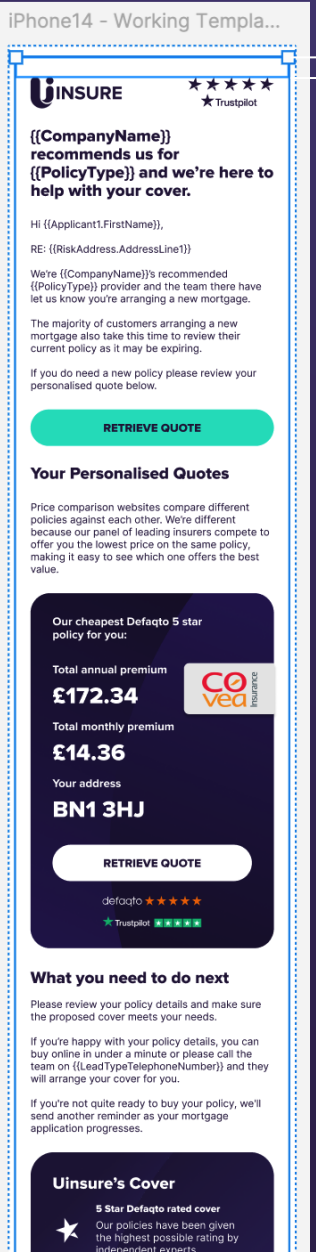 iPhone14 - Working Templa...
UINSURE
Trustpilot
{{CompanyName}}
recommends us for
{{PolicyType}} and we're here to
help with your cover.
Hi {{Applicant1.FirstName}},
RE: {{RiskAddress.AddressLine1}}
We're {{CompanyName}}'s recommended
{{PolicyType}} provider and the team there have
let us know you're arranging a new mortgage.
The majority of customers arranging a new
mortgage also take this time to review their
current policy as it may be expiring.
If you do need a new policy please review your
personalised quote below.
RETRIEVE QUOTE
Your Personalised Quotes
Price comparison websites compare different
policies against each other. We're different
because our panel of leading insurers compete to
offer you the lowest price on the same policy,
making it easy to see which one offers the best
value.
Our cheapest Defaqto 5 star
policy for you:
Total annual premium
£172.34
covea insurance
Total monthly premium
£14.36
Your address
BN1 3HJ
RETRIEVE QUOTE
defaqto
Trustpilot
What you need to do next
Please review your policy details and make sure
the proposed cover meets your needs.
If you're happy with your policy details, you can
buy online in under a minute or please call the
team on {{LeadTypeTelephoneNumber}} and they
will arrange your cover for you.
If you're not quite ready to buy your policy, we'll
send another reminder as your mortgage
application progresses.
Uinsure's Cover
5 Star Defaqto rated cover
Our policies have been given
the highest possible rating by
independent experts